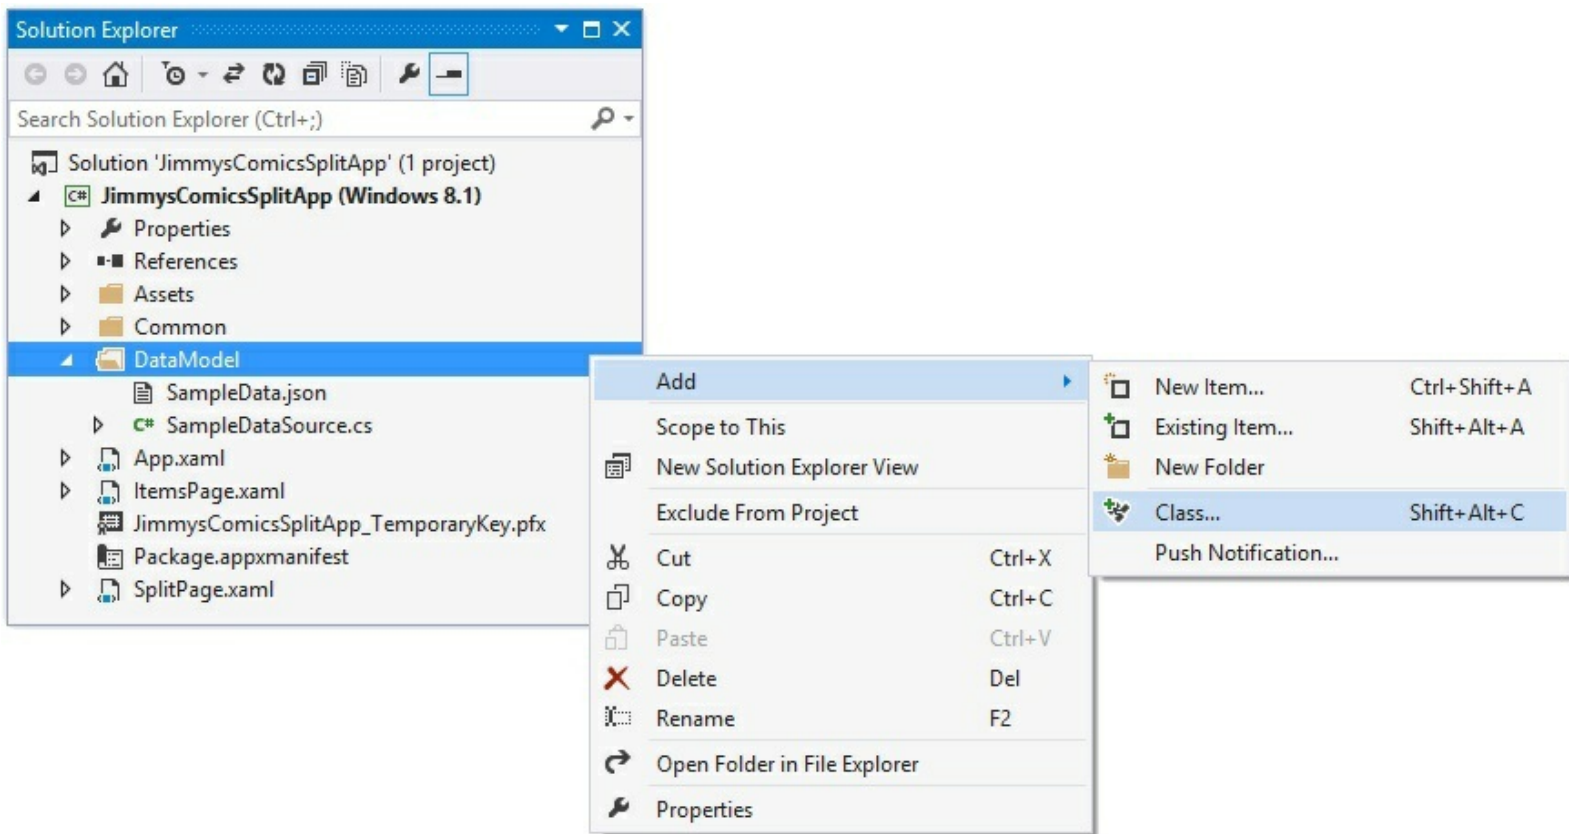 Solution Explorer
Search Solution Explorer (Ctrl+;)
Solution 'JimmysComicsSplitApp' (1 project)
C# JimmysComicsSplitApp (Windows 8.1)
Properties
References
Assets
Common
DataModel
SampleData.json
C# SampleDataSource.cs
App.xaml
ItemsPage.xaml
JimmysComicsSplitApp_TemporaryKey.pfx
Package.appxmanifest
SplitPage.xaml
Add
Scope to This
New Solution Explorer View
Exclude From Project
Cut Ctrl+X
Copy Ctrl+C
Paste Ctrl+V
Delete Del
Rename F2
Open Folder in File Explorer
Properties
New Item... Ctrl+Shift+A
Existing Item... Shift+Alt+A
New Folder
Class... Shift+Alt+C
Push Notification...